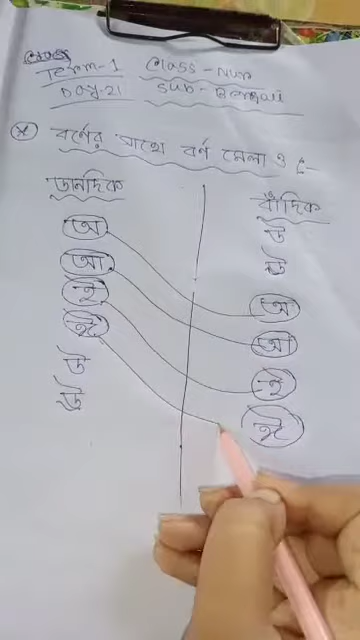 Term-1 Class-Nur
Day-21 Sub-Bengali
বর্ণের সাথে বর্ণ মেলাও :-
ডানদিক বাঁদিক
অ উ
আ ঊ
ই অ
ঈ আ
উ ই
ঊ ঈ